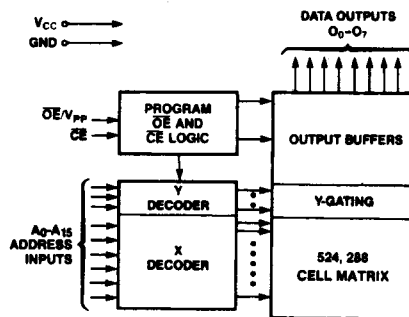 V_CC
GND
DATA OUTPUTS
O0–O7
OE/VPP
CE
PROGRAM
OE AND
CE LOGIC
OUTPUT BUFFERS
Y
DECODER
Y-GATING
A0-A15
ADDRESS
INPUTS
X
DECODER
524, 288
CELL MATRIX